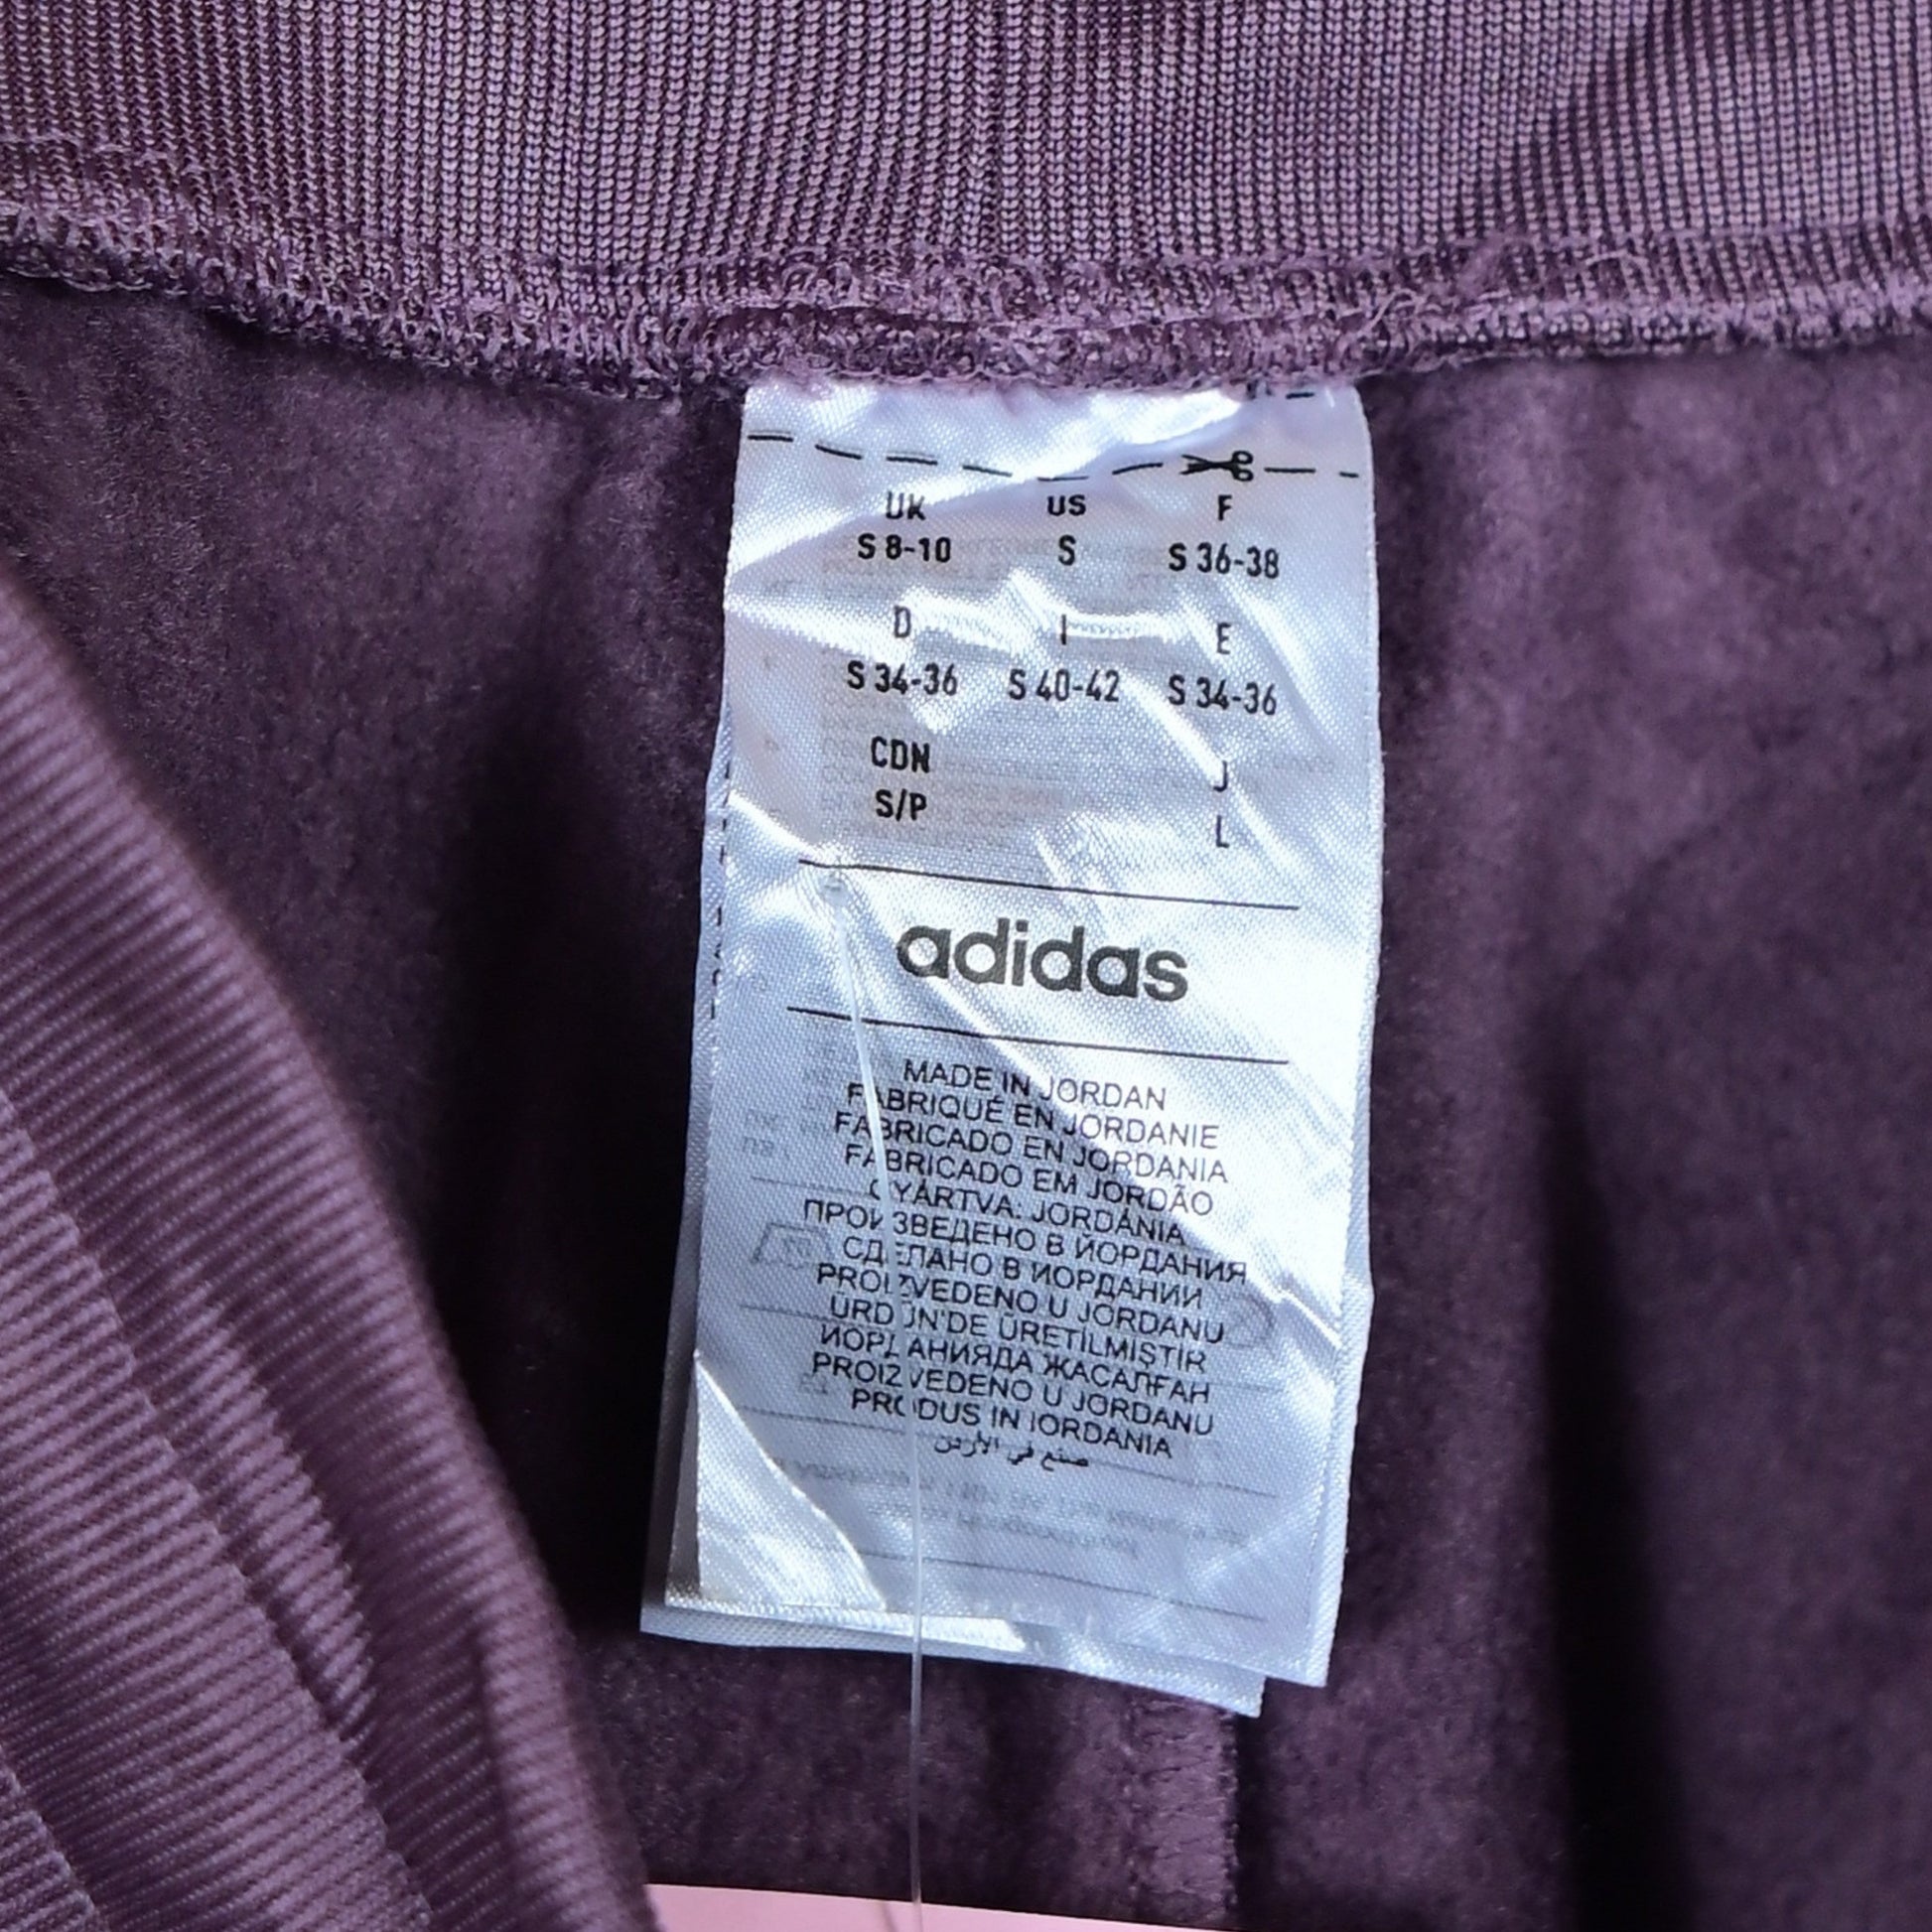 UK US F
S 8-10 S S 36-38
D I E
S 34-36 S 40-42 S 34-36
CDN J
S/P L
adidas
MADE IN JORDAN
FABRIQUÉ EN JORDANIE
FABRICADO EN JORDANIA
FABRICADO EM JORDÃO
GYÁRTVA: JORDÁNIA
ПРОИЗВЕДЕНО В ЙОРДАНИЯ
СДЕЛАНО В ИОРДАНИИ
PROIZVEDENO U JORDANU
ÜRDÜN'DE ÜRETİLMİŞTİR
ИОРДАНИЯДА ЖАСАЛҒАН
PROIZVEDENO U JORDANU
PRODUS IN IORDANIA
صنع في الأردن